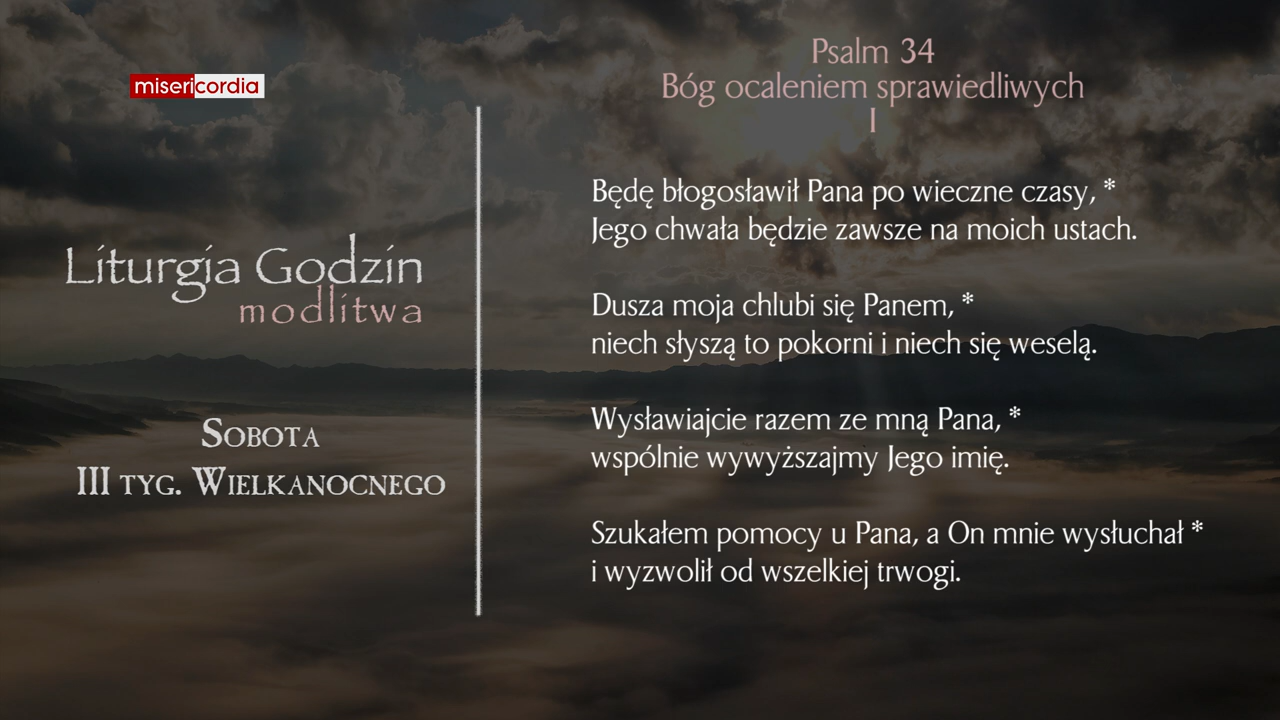 misericordia
Liturgia Godzin
modlitwa
Sobota
III tyg. Wielkanocnego
Psalm 34
Bóg ocaleniem sprawiedliwych
I
Będę błogosławił Pana po wieczne czasy, *
Jego chwała będzie zawsze na moich ustach.
Dusza moja chlubi się Panem, *
niech słyszą to pokorni i niech się weselą.
Wysławiajcie razem ze mną Pana, *
wspólnie wywyższajmy Jego imię.
Szukałem pomocy u Pana, a On mnie wysłuchał *
i wyzwolił od wszelkiej trwogi.